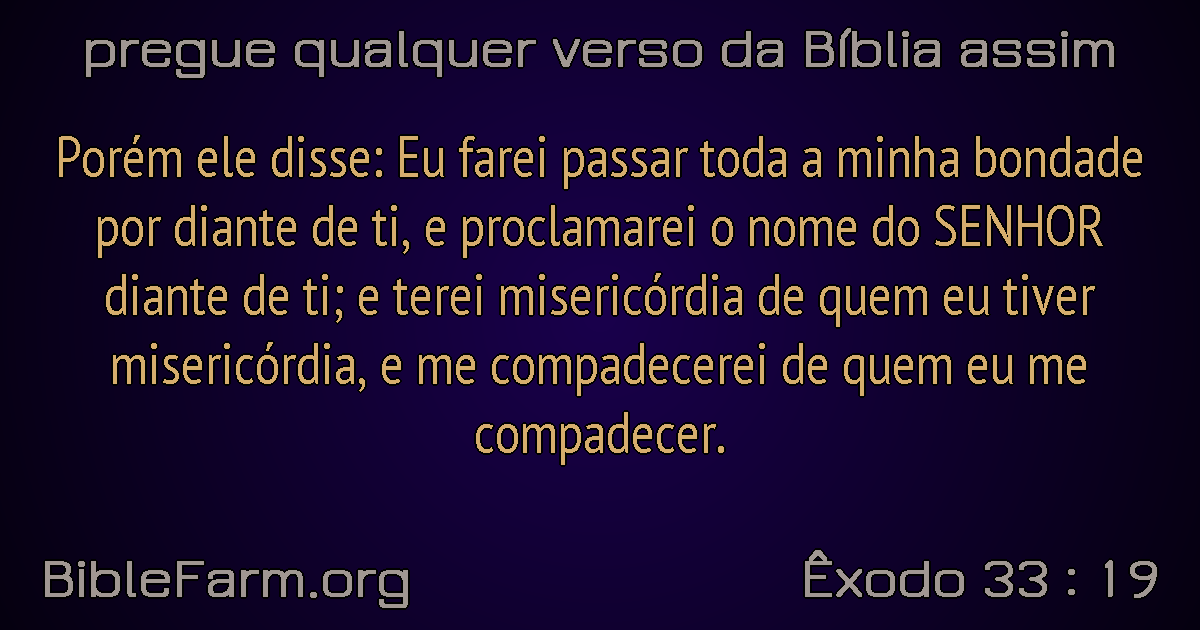 pregue qualquer verso da Bíblia assim
Porém ele disse: Eu farei passar toda a minha bondade
por diante de ti, e proclamarei o nome do SENHOR
diante de ti; e terei misericórdia de quem eu tiver
misericórdia, e me compadecerei de quem eu me
compadecer.
BibleFarm.org
Êxodo 33 : 19